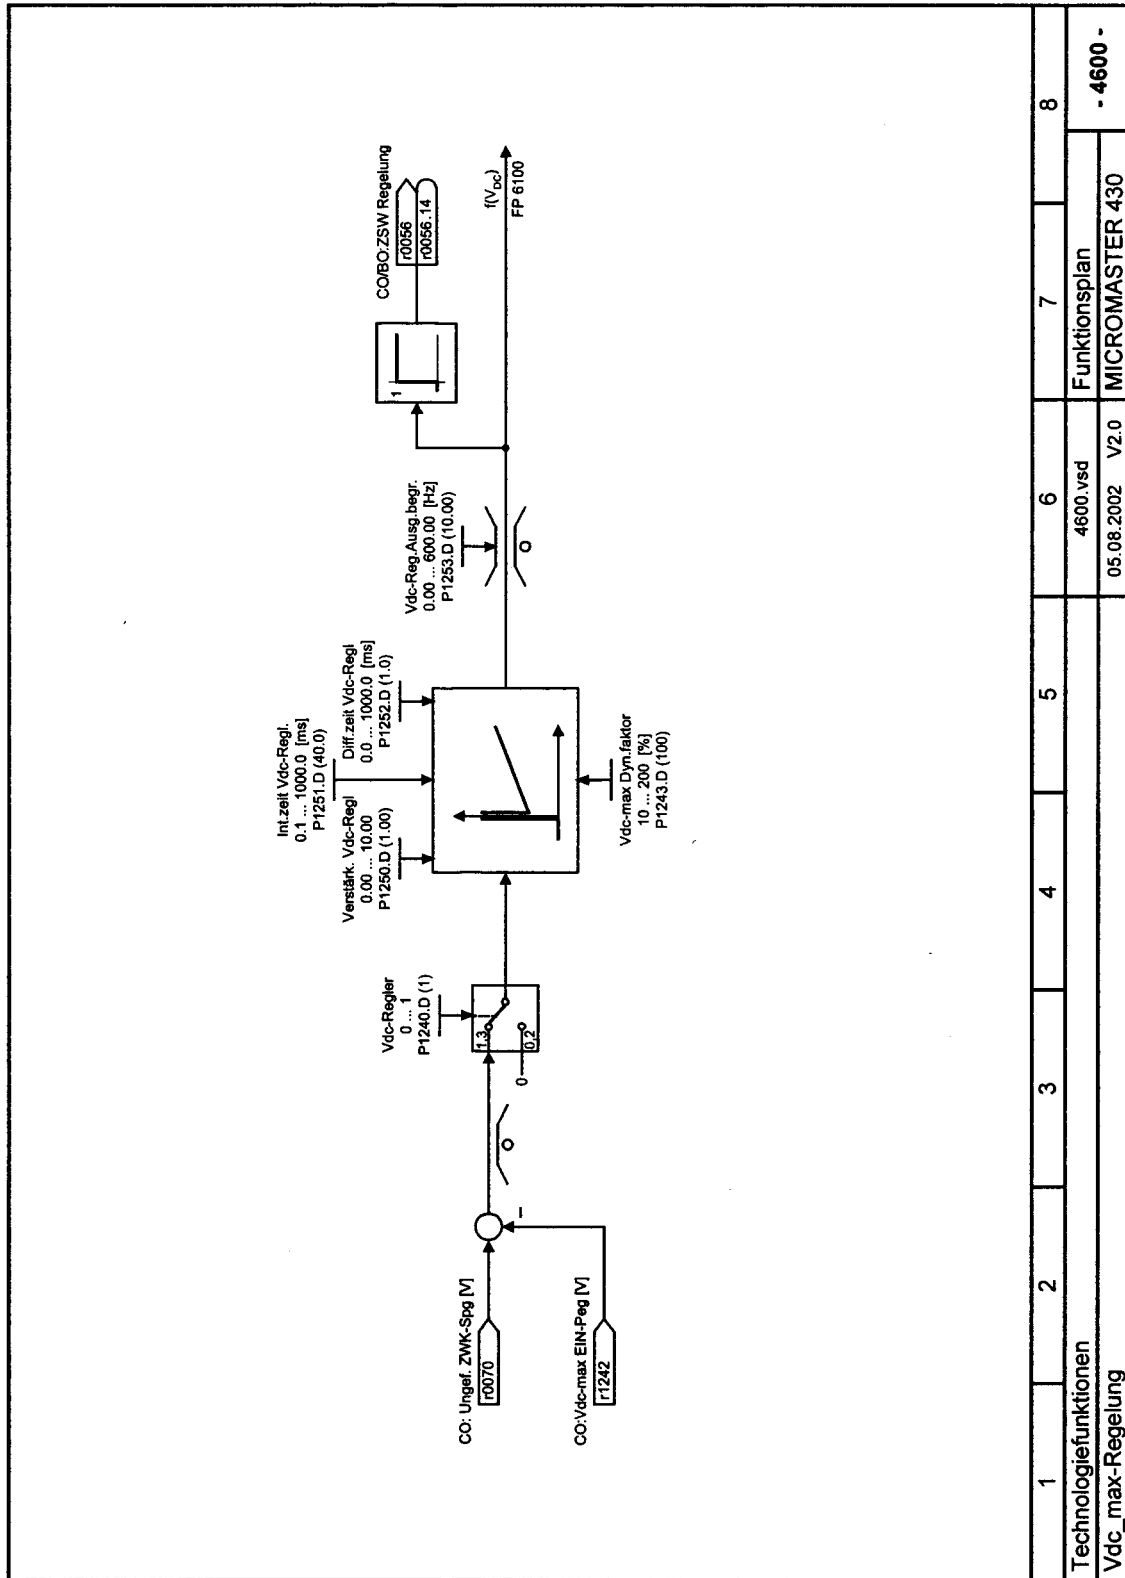 CO: Ungef. ZWK-Spg [V]
r0070
CO:Vdc-max EIN-Peg [V]
r1242
–
Vdc-Regler
0 ... 1
P1240.D (1)
1,3
0,2
0
Verstärk. Vdc-Regl
0.00 ... 10.00
P1250.D (1.00)
Int.zeit Vdc-Regl.
0.1 ... 1000.0 [ms]
P1251.D (40.0)
Diff.zeit Vdc-Regl
0.0 ... 1000.0 [ms]
P1252.D (1.0)
Vdc-max Dyn.faktor
10 ... 200 [%]
P1243.D (100)
Vdc-Reg.Ausg.begr.
0.00 ... 600.00 [Hz]
P1253.D (10.00)
1
CO/BO:ZSW Regelung
r0056
r0056.14
f(VDC)
FP 6100
1 2 3 4 5 6 7 8
Technologiefunktionen
4600.vsd
Funktionsplan
- 4600 -
Vdc_max-Regelung
05.08.2002 V2.0
MICROMASTER 430